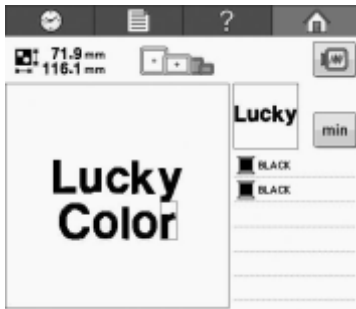 ?
71.9 mm
116.1 mm
Lucky
min
BLACK
BLACK
Lucky
Color